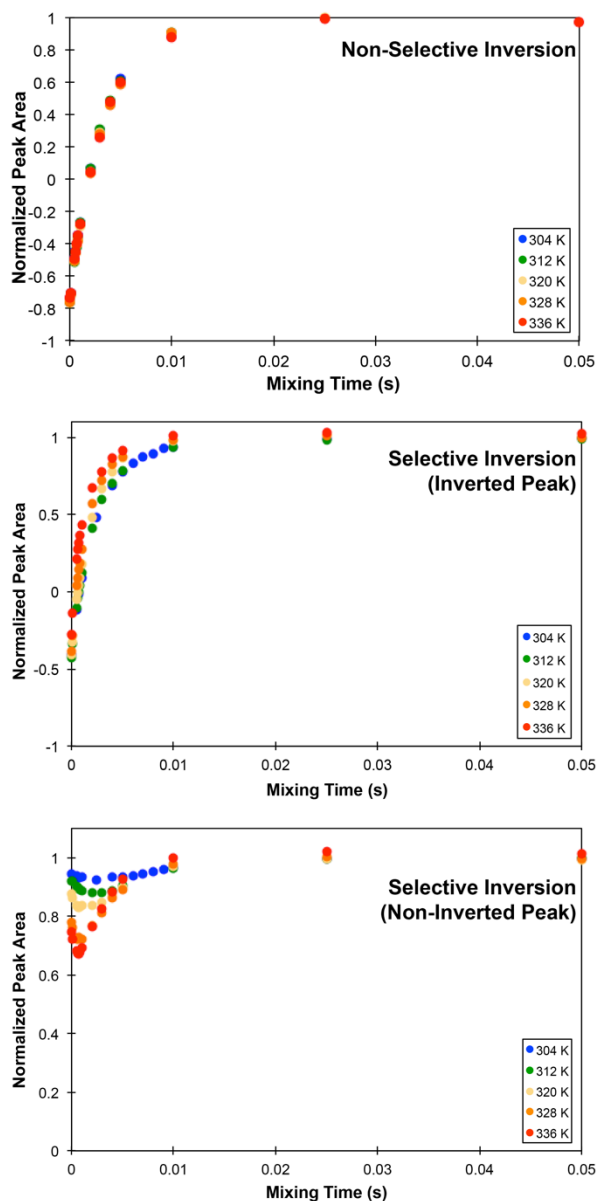 Non-Selective Inversion
Normalized Peak Area
1
0.8
0.6
0.4
0.2
0
-0.2
-0.4
-0.6
-0.8
-1
304 K
312 K
320 K
328 K
336 K
0 0.01 0.02 0.03 0.04 0.05
Mixing Time (s)
Selective Inversion
(Inverted Peak)
Normalized Peak Area
1
0.5
0
-0.5
-1
304 K
312 K
320 K
328 K
336 K
0 0.01 0.02 0.03 0.04 0.05
Mixing Time (s)
Selective Inversion
(Non-Inverted Peak)
Normalized Peak Area
1
0.8
0.6
0.4
0.2
0
304 K
312 K
320 K
328 K
336 K
0 0.01 0.02 0.03 0.04 0.05
Mixing Time (s)